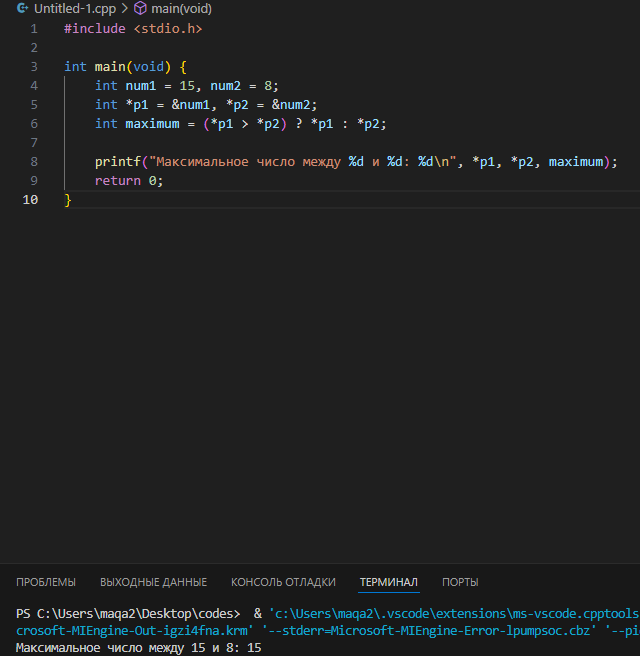 Untitled-1.cpp > main(void)
1 #include <stdio.h>
2
3 int main(void) {
4 int num1 = 15, num2 = 8;
5 int *p1 = &num1, *p2 = &num2;
6 int maximum = (*p1 > *p2) ? *p1 : *p2;
7
8 printf("Максимальное число между %d и %d: %d\n", *p1, *p2, maximum);
9 return 0;
10 }
ПРОБЛЕМЫ ВЫХОДНЫЕ ДАННЫЕ КОНСОЛЬ ОТЛАДКИ ТЕРМИНАЛ ПОРТЫ
PS C:\Users\maqa2\Desktop\codes> & 'c:\Users\maqa2\.vscode\extensions\ms-vscode.cpptools
crosoft-MIEngine-Out-igzi4fna.krm' '--stderr=Microsoft-MIEngine-Error-lpumpsoc.cbz' '--pi
Максимальное число между 15 и 8: 15